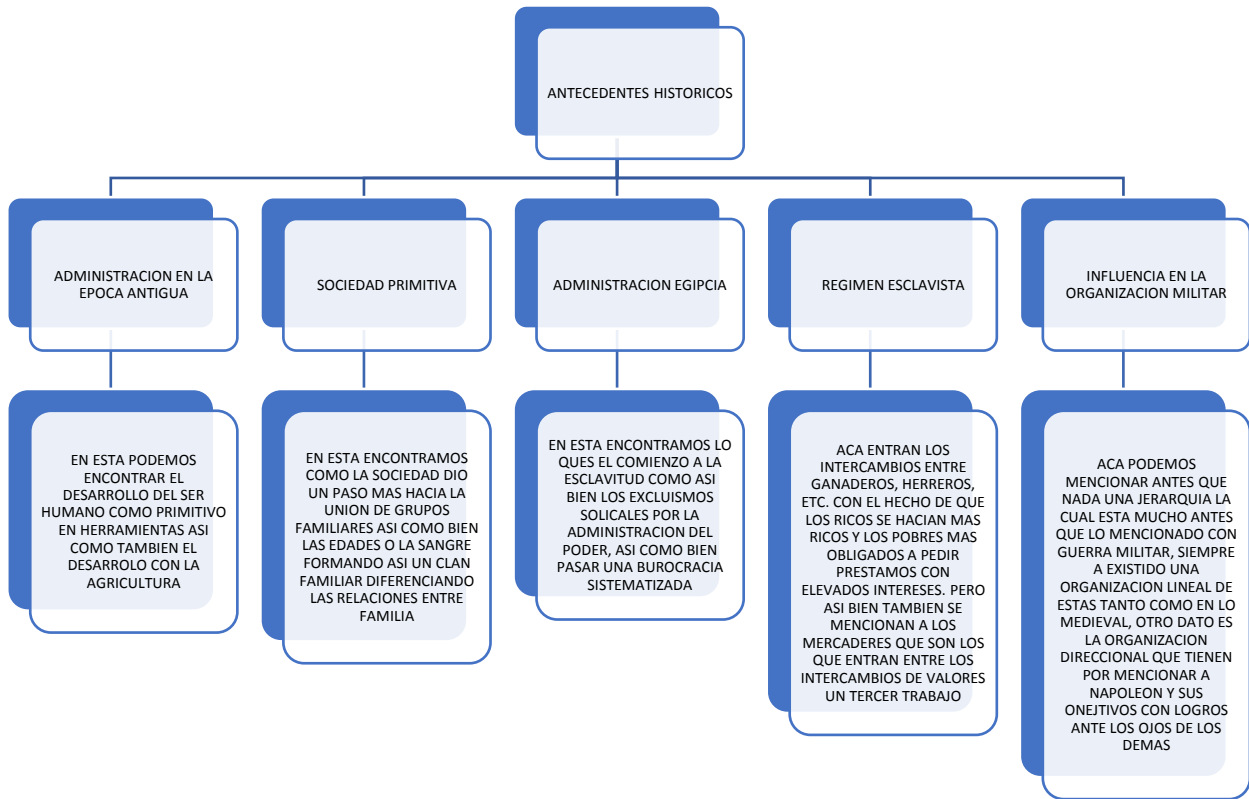 ANTECEDENTES HISTORICOS
ADMINISTRACION EN LA
EPOCA ANTIGUA
SOCIEDAD PRIMITIVA
ADMINISTRACION EGIPCIA
REGIMEN ESCLAVISTA
INFLUENCIA EN LA
ORGANIZACION MILITAR
EN ESTA PODEMOS
ENCONTRAR EL
DESARROLLO DEL SER
HUMANO COMO PRIMITIVO
EN HERRAMIENTAS ASI
COMO TAMBIEN EL
DESARROLO CON LA
AGRICULTURA
EN ESTA ENCONTRAMOS
COMO LA SOCIEDAD DIO
UN PASO MAS HACIA LA
UNION DE GRUPOS
FAMILIARES ASI COMO BIEN
LAS EDADES O LA SANGRE
FORMANDO ASI UN CLAN
FAMILIAR DIFERENCIANDO
LAS RELACIONES ENTRE
FAMILIA
EN ESTA ENCONTRAMOS LO
QUES EL COMIENZO A LA
ESCLAVITUD COMO ASI
BIEN LOS EXCLUISMOS
SOLICALES POR LA
ADMINISTRACION DEL
PODER, ASI COMO BIEN
PASAR UNA BUROCRACIA
SISTEMATIZADA
ACA ENTRAN LOS
INTERCAMBIOS ENTRE
GANADEROS, HERREROS,
ETC. CON EL HECHO DE QUE
LOS RICOS SE HACIAN MAS
RICOS Y LOS POBRES MAS
OBLIGADOS A PEDIR
PRESTAMOS CON
ELEVADOS INTERESES. PERO
ASI BIEN TAMBIEN SE
MENCIONAN A LOS
MERCADERES QUE SON LOS
QUE ENTRAN ENTRE LOS
INTERCAMBIOS DE VALORES
UN TERCER TRABAJO
ACA PODEMOS
MENCIONAR ANTES QUE
NADA UNA JERARQUIA LA
CUAL ESTA MUCHO ANTES
QUE LO MENCIONADO CON
GUERRA MILITAR, SIEMPRE
A EXISTIDO UNA
ORGANIZACION LINEAL DE
ESTAS TANTO COMO EN LO
MEDIEVAL, OTRO DATO ES
LA ORGANIZACION
DIRECCIONAL QUE TIENEN
POR MENCIONAR A
NAPOLEON Y SUS
ONEJTIVOS CON LOGROS
ANTE LOS OJOS DE LOS
DEMAS